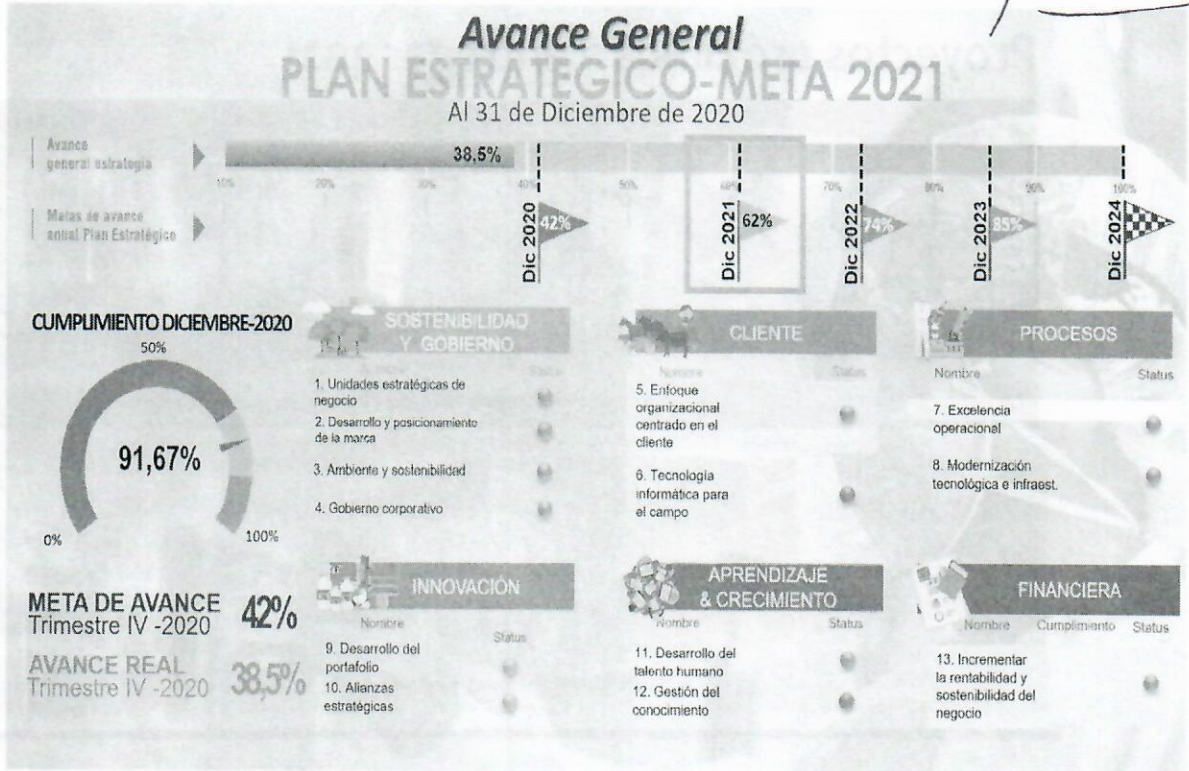 Avance General
PLAN ESTRATEGICO-META 2021
Al 31 de Diciembre de 2020
Avance
general estrategia
38,5%
10%
20%
30%
40%
50%
60%
70%
80%
90%
100%
Metas de avance
anual Plan Estratégico
Dic 2020
42%
Dic 2021
62%
Dic 2022
74%
Dic 2023
85%
Dic 2024
CUMPLIMIENTO DICIEMBRE-2020
50%
91,67%
0%
100%
META DE AVANCE
Trimestre IV -2020
42%
AVANCE REAL
Trimestre IV -2020
38,5%
SOSTENIBILIDAD
Y GOBIERNO
Nombre Status
1. Unidades estratégicas de
negocio
2. Desarrollo y posicionamiento
de la marca
3. Ambiente y sostenibilidad
4. Gobierno corporativo
CLIENTE
Nombre Status
5. Enfoque
organizacional
centrado en el
cliente
6. Tecnología
informática para
el campo
PROCESOS
Nombre Status
7. Excelencia
operacional
8. Modernización
tecnológica e infraest.
INNOVACIÓN
Nombre Status
9. Desarrollo del
portafolio
10. Alianzas
estratégicas
APRENDIZAJE
& CRECIMIENTO
Nombre Status
11. Desarrollo del
talento humano
12. Gestión del
conocimiento
FINANCIERA
Nombre Cumplimiento Status
13. Incrementar
la rentabilidad y
sostenibilidad del
negocio